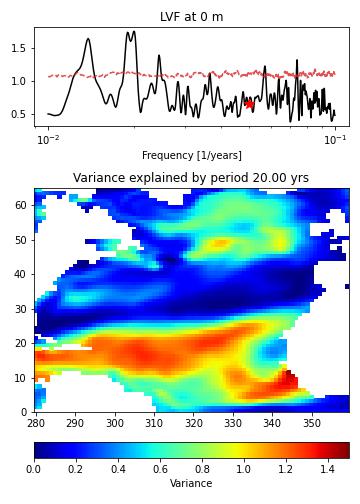 LVF at 0 m
1.5
1.0
0.5
10⁻²
10⁻¹
Frequency [1/years]
Variance explained by period 20.00 yrs
60
50
40
30
20
10
0
280 290 300 310 320 330 340 350
0.0 0.2 0.4 0.6 0.8 1.0 1.2 1.4
Variance